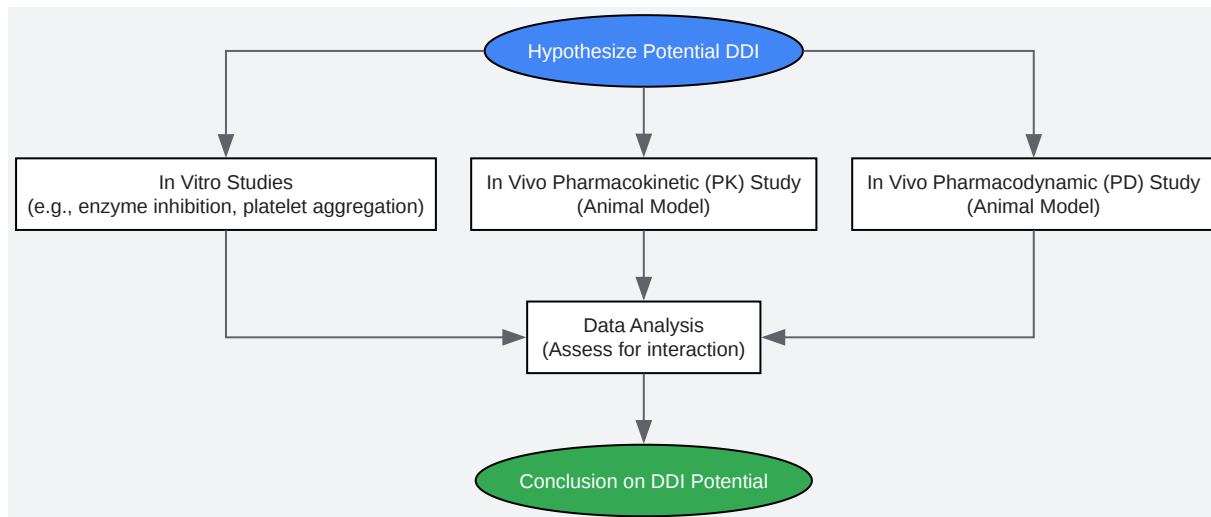 Hypothesize Potential DDI
In Vitro Studies
(e.g., enzyme inhibition, platelet aggregation)
In Vivo Pharmacokinetic (PK) Study
(Animal Model)
In Vivo Pharmacodynamic (PD) Study
(Animal Model)
Data Analysis
(Assess for interaction)
Conclusion on DDI Potential